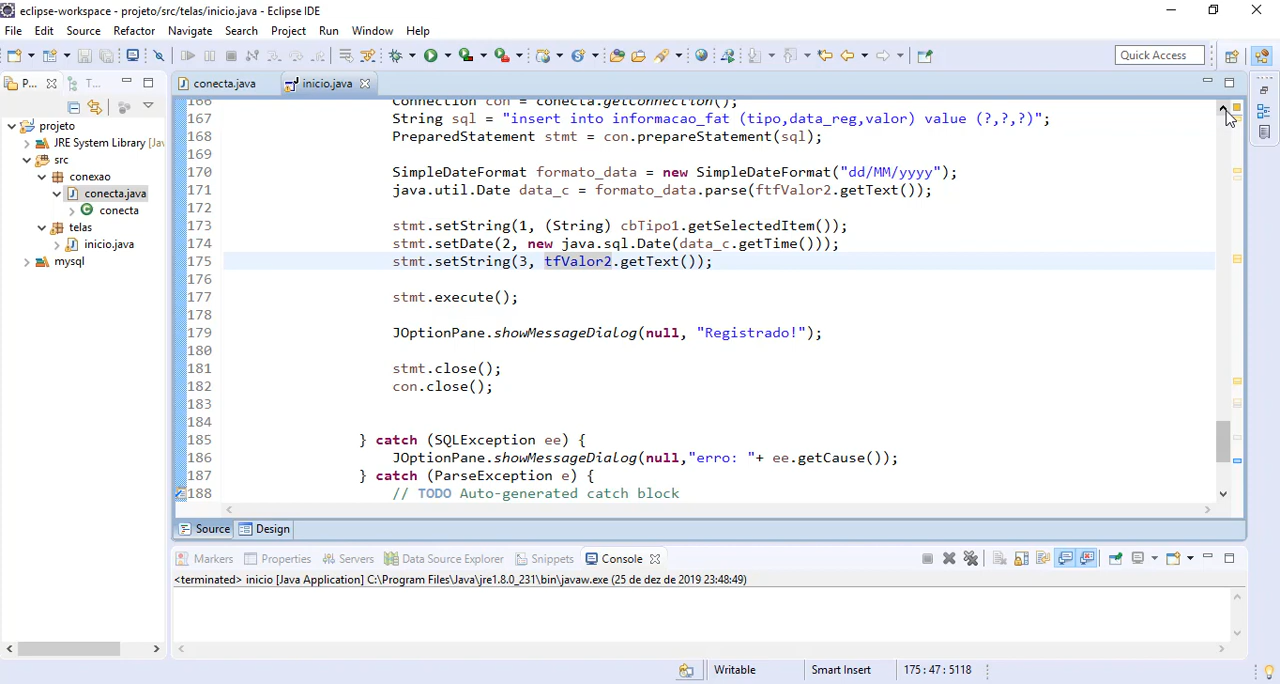 eclipse-workspace - projeto/src/telas/inicio.java - Eclipse IDE
File Edit Source Refactor Navigate Search Project Run Window Help
Quick Access
P... T...
conecta.java inicio.java
projeto
JRE System Library [Jav
src
conexao
conecta.java
conecta
telas
inicio.java
mysql
166 Connection con = conecta.getConnection();
167 String sql = "insert into informacao_fat (tipo,data_reg,valor) value (?,?,?)";
168 PreparedStatement stmt = con.prepareStatement(sql);
169
170 SimpleDateFormat formato_data = new SimpleDateFormat("dd/MM/yyyy");
171 java.util.Date data_c = formato_data.parse(ftfValor2.getText());
172
173 stmt.setString(1, (String) cbTipo1.getSelectedItem());
174 stmt.setDate(2, new java.sql.Date(data_c.getTime()));
175 stmt.setString(3, tfValor2.getText());
176
177 stmt.execute();
178
179 JOptionPane.showMessageDialog(null, "Registrado!");
180
181 stmt.close();
182 con.close();
183
184
185 } catch (SQLException ee) {
186 JOptionPane.showMessageDialog(null,"erro: "+ ee.getCause());
187 } catch (ParseException e) {
188 // TODO Auto-generated catch block
Source Design
Markers Properties Servers Data Source Explorer Snippets Console
<terminated> inicio [Java Application] C:\Program Files\Java\jre1.8.0_231\bin\javaw.exe (25 de dez de 2019 23:48:49)
Writable Smart Insert 175 : 47 : 5118